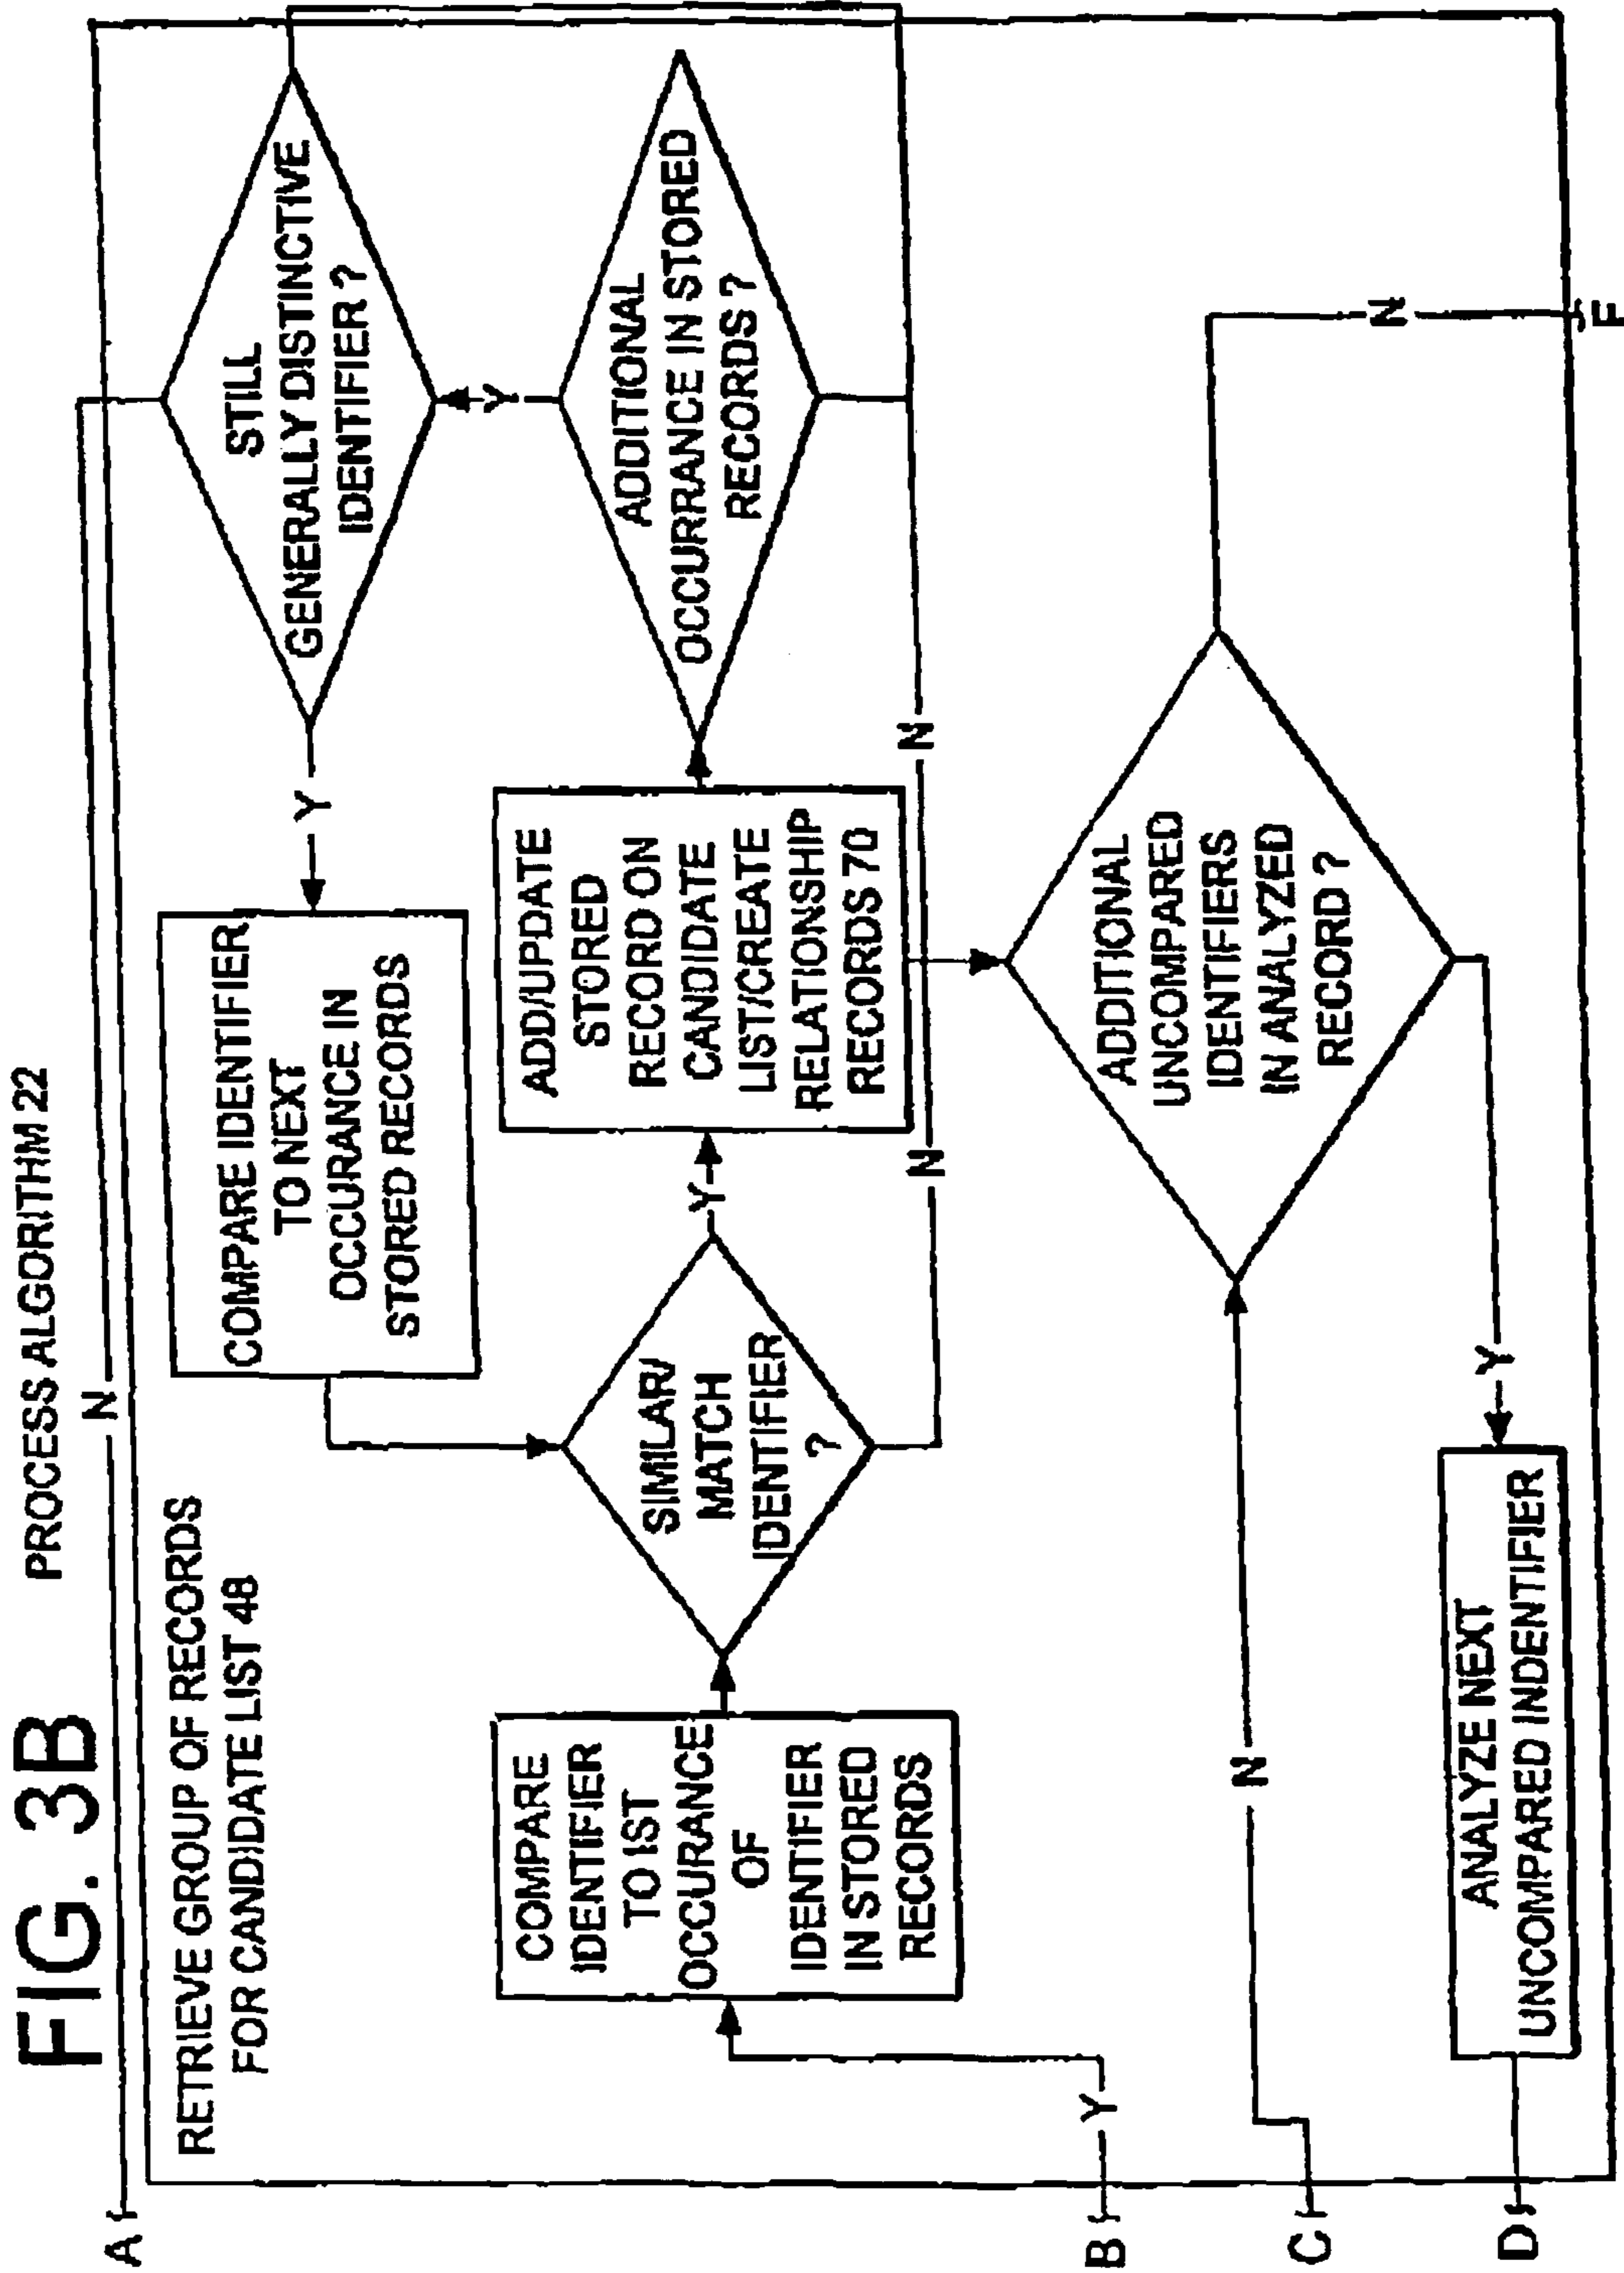 FIG. 3B
PROCESS ALGORITHM 22
A
N
RETRIEVE GROUP OF RECORDS
FOR CANDIDATE LIST 48
COMPARE IDENTIFIER
TO NEXT
OCCURANCE IN
STORED RECORDS
Y
STILL
GENERALLY DISTINCTIVE
IDENTIFIER ?
COMPARE
IDENTIFIER
TO IST
OCCURANCE
OF
IDENTIFIER
IN STORED
RECORDS
SIMILAR/
MATCH
IDENTIFIER
?
Y
ADD/UPDATE
STORED
RECORD ON
CANDIDATE
LIST/CREATE
RELATIONSHIP
RECORDS 70
ADDITIONAL
OCCURRANCE IN STORED
RECORDS ?
Y
N
N
B
Y
C
N
ADDITIONAL
UNCOMPARED
IDENTIFIERS
IN ANALYZED
RECORD ?
N
F
D
ANALYZE NEXT
UNCOMPARED INDENTIFIER
Y